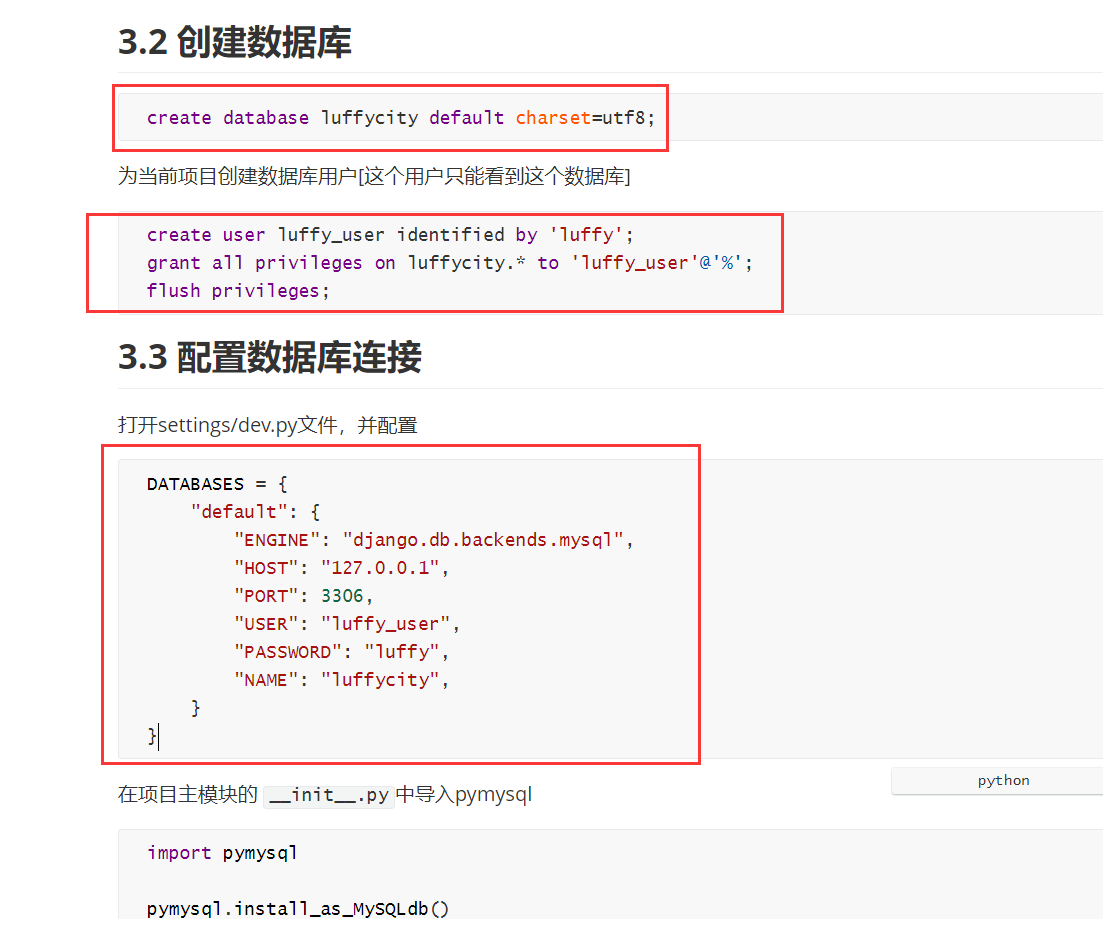 3.2 创建数据库
create database luffycity default charset=utf8;
为当前项目创建数据库用户[这个用户只能看到这个数据库]
create user luffy_user identified by 'luffy';
grant all privileges on luffycity.* to 'luffy_user'@'%';
flush privileges;
3.3 配置数据库连接
打开settings/dev.py文件，并配置
DATABASES = {
    "default": {
        "ENGINE": "django.db.backends.mysql",
        "HOST": "127.0.0.1",
        "PORT": 3306,
        "USER": "luffy_user",
        "PASSWORD": "luffy",
        "NAME": "luffycity",
    }
}
python
在项目主模块的 __init__.py 中导入pymysql
import pymysql
pymysql.install_as_MySQLdb()